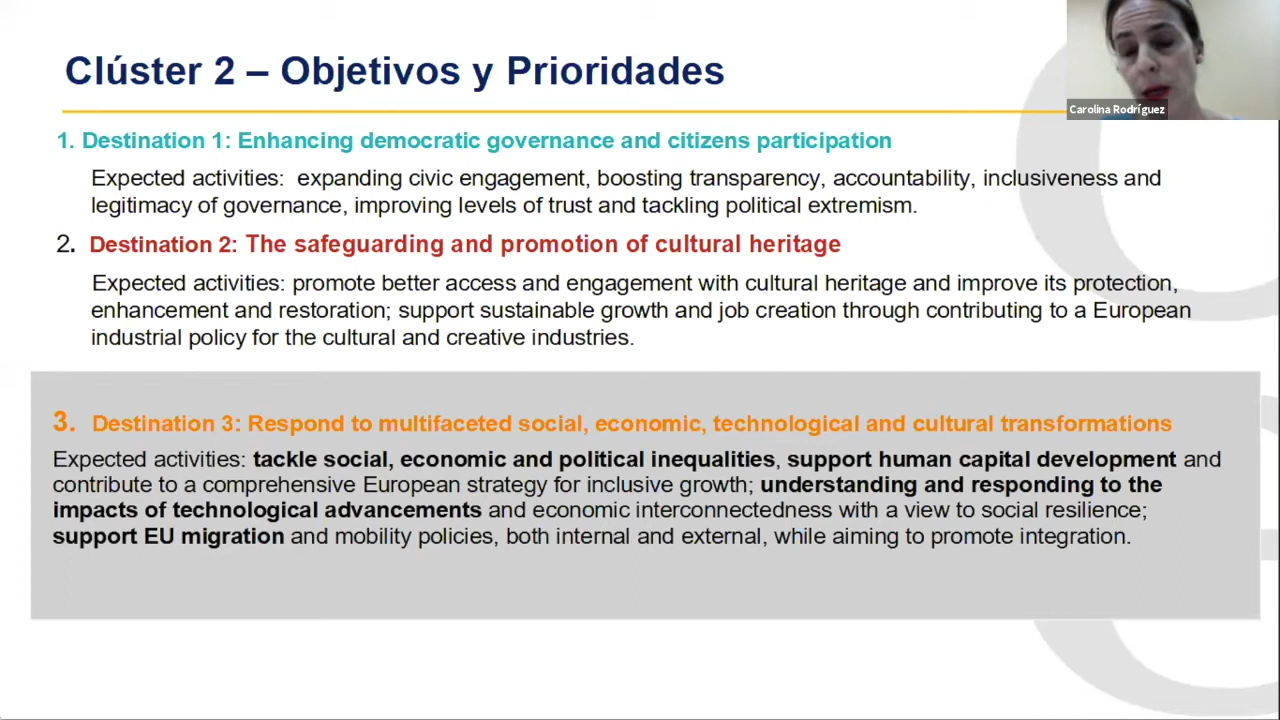 Clúster 2 – Objetivos y Prioridades
Carolina Rodríguez
1. Destination 1: Enhancing democratic governance and citizens participation
Expected activities: expanding civic engagement, boosting transparency, accountability, inclusiveness and
legitimacy of governance, improving levels of trust and tackling political extremism.
2. Destination 2: The safeguarding and promotion of cultural heritage
Expected activities: promote better access and engagement with cultural heritage and improve its protection,
enhancement and restoration; support sustainable growth and job creation through contributing to a European
industrial policy for the cultural and creative industries.
3. Destination 3: Respond to multifaceted social, economic, technological and cultural transformations
Expected activities: tackle social, economic and political inequalities, support human capital development and
contribute to a comprehensive European strategy for inclusive growth; understanding and responding to the
impacts of technological advancements and economic interconnectedness with a view to social resilience;
support EU migration and mobility policies, both internal and external, while aiming to promote integration.